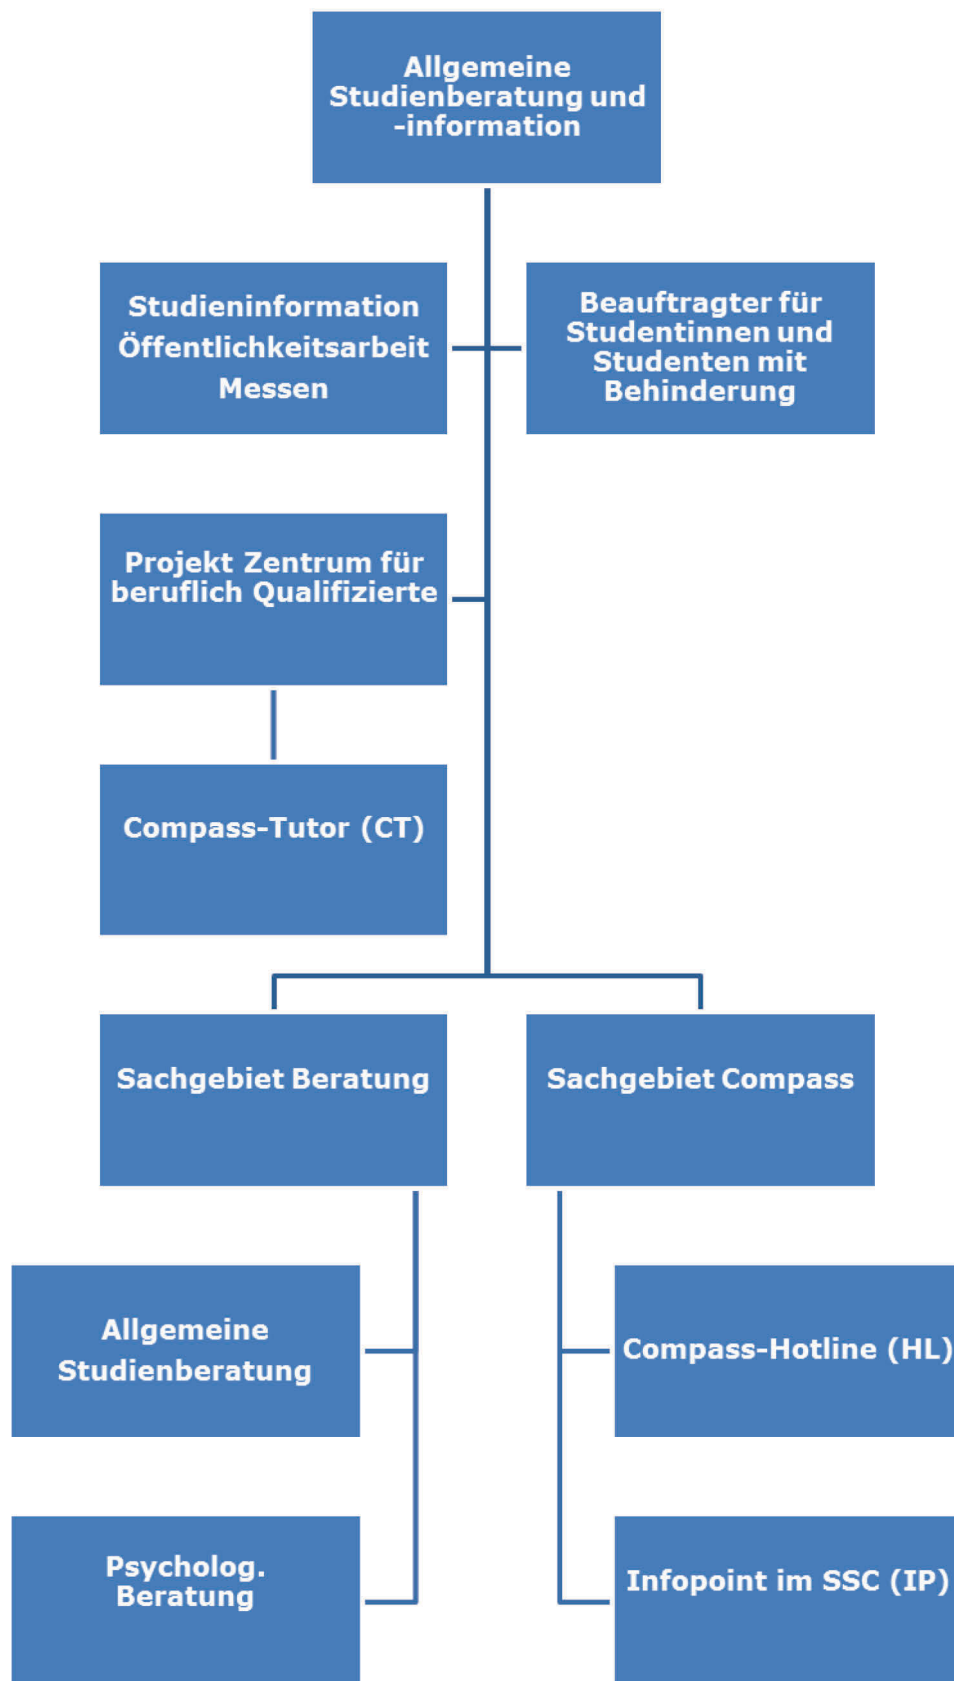 Allgemeine
Studienberatung und
-information
Studieninformation
Öffentlichkeitsarbeit
Messen
Beauftragter für
Studentinnen und
Studenten mit
Behinderung
Projekt Zentrum für
beruflich Qualifizierte
Compass-Tutor (CT)
Sachgebiet Beratung
Sachgebiet Compass
Allgemeine
Studienberatung
Compass-Hotline (HL)
Psycholog.
Beratung
Infopoint im SSC (IP)